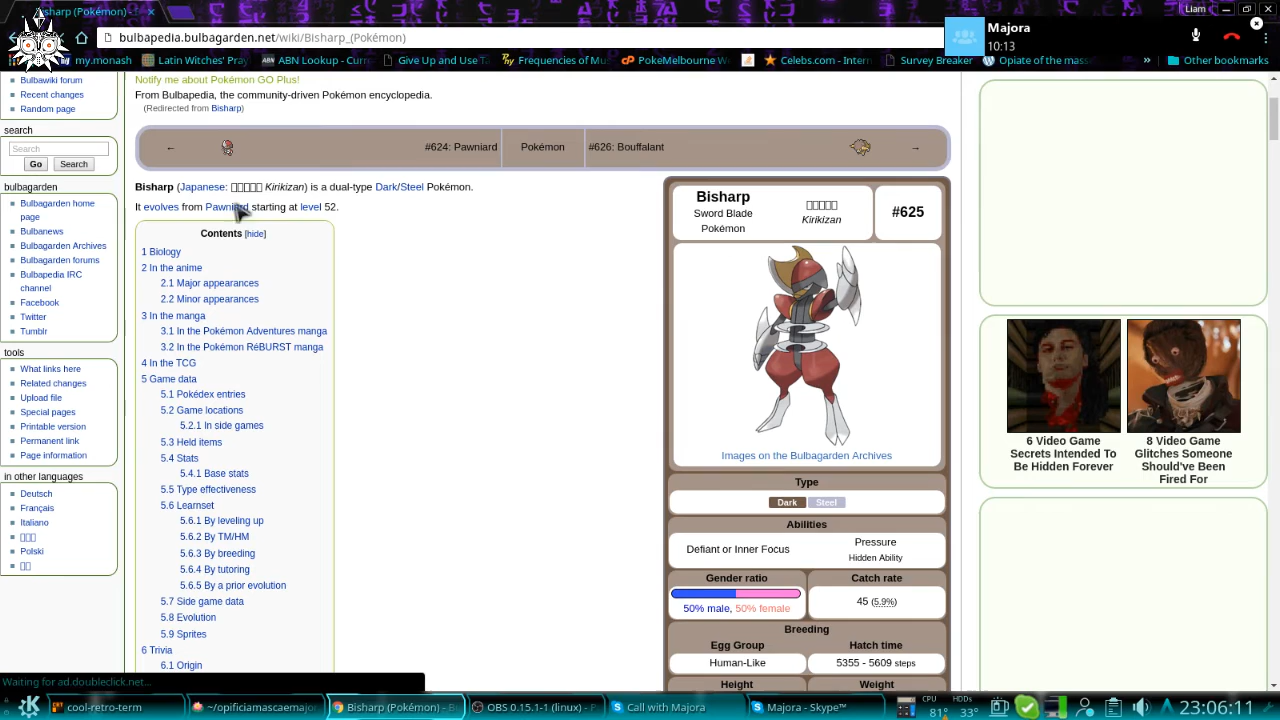 Bisharp (Pokémon) - B
Liam
bulbapedia.bulbagarden.net/wiki/Bisharp_(Pokémon)
Majora
10:13
my.monash
Latin Witches' Pray
ABN Lookup - Curr
Give Up and Use Ta
Frequencies of Mus
PokeMelbourne W
Celebs.com - Intern
Survey Breaker
Opiate of the mass
»
Other bookmarks
Bulbawiki forum
Recent changes
Random page
search
Search
Go
Search
bulbagarden
Bulbagarden home
page
Bulbanews
Bulbagarden Archives
Bulbagarden forums
Bulbapedia IRC
channel
Facebook
Twitter
Tumblr
tools
What links here
Related changes
Upload file
Special pages
Printable version
Permanent link
Page information
in other languages
Deutsch
Français
Italiano
Polski
Notify me about Pokémon GO Plus!
From Bulbapedia, the community-driven Pokémon encyclopedia.
(Redirected from Bisharp)
← #624: Pawniard Pokémon #626: Bouffalant →
Bisharp (Japanese: □□□□□ Kirikizan) is a dual-type Dark/Steel Pokémon.
It evolves from Pawniard starting at level 52.
Contents [hide]
1 Biology
2 In the anime
2.1 Major appearances
2.2 Minor appearances
3 In the manga
3.1 In the Pokémon Adventures manga
3.2 In the Pokémon RéBURST manga
4 In the TCG
5 Game data
5.1 Pokédex entries
5.2 Game locations
5.2.1 In side games
5.3 Held items
5.4 Stats
5.4.1 Base stats
5.5 Type effectiveness
5.6 Learnset
5.6.1 By leveling up
5.6.2 By TM/HM
5.6.3 By breeding
5.6.4 By tutoring
5.6.5 By a prior evolution
5.7 Side game data
5.8 Evolution
5.9 Sprites
6 Trivia
6.1 Origin
Bisharp
Sword Blade
Pokémon
□□□□□
Kirikizan
#625
Images on the Bulbagarden Archives
Type
Dark Steel
Abilities
Defiant or Inner Focus
Pressure
Hidden Ability
Gender ratio
50% male, 50% female
Catch rate
45 (5.9%)
Breeding
Egg Group
Human-Like
Hatch time
5355 - 5609 steps
Height
Weight
6 Video Game
Secrets Intended To
Be Hidden Forever
8 Video Game
Glitches Someone
Should've Been
Fired For
Waiting for ad.doubleclick.net...
cool-retro-term
~/opificiamascaemajor
Bisharp (Pokémon) - B
OBS 0.15.1-1 (linux) - P
Call with Majora
Majora - Skype™
CPU
81°
HDDs
33°
23:06:11